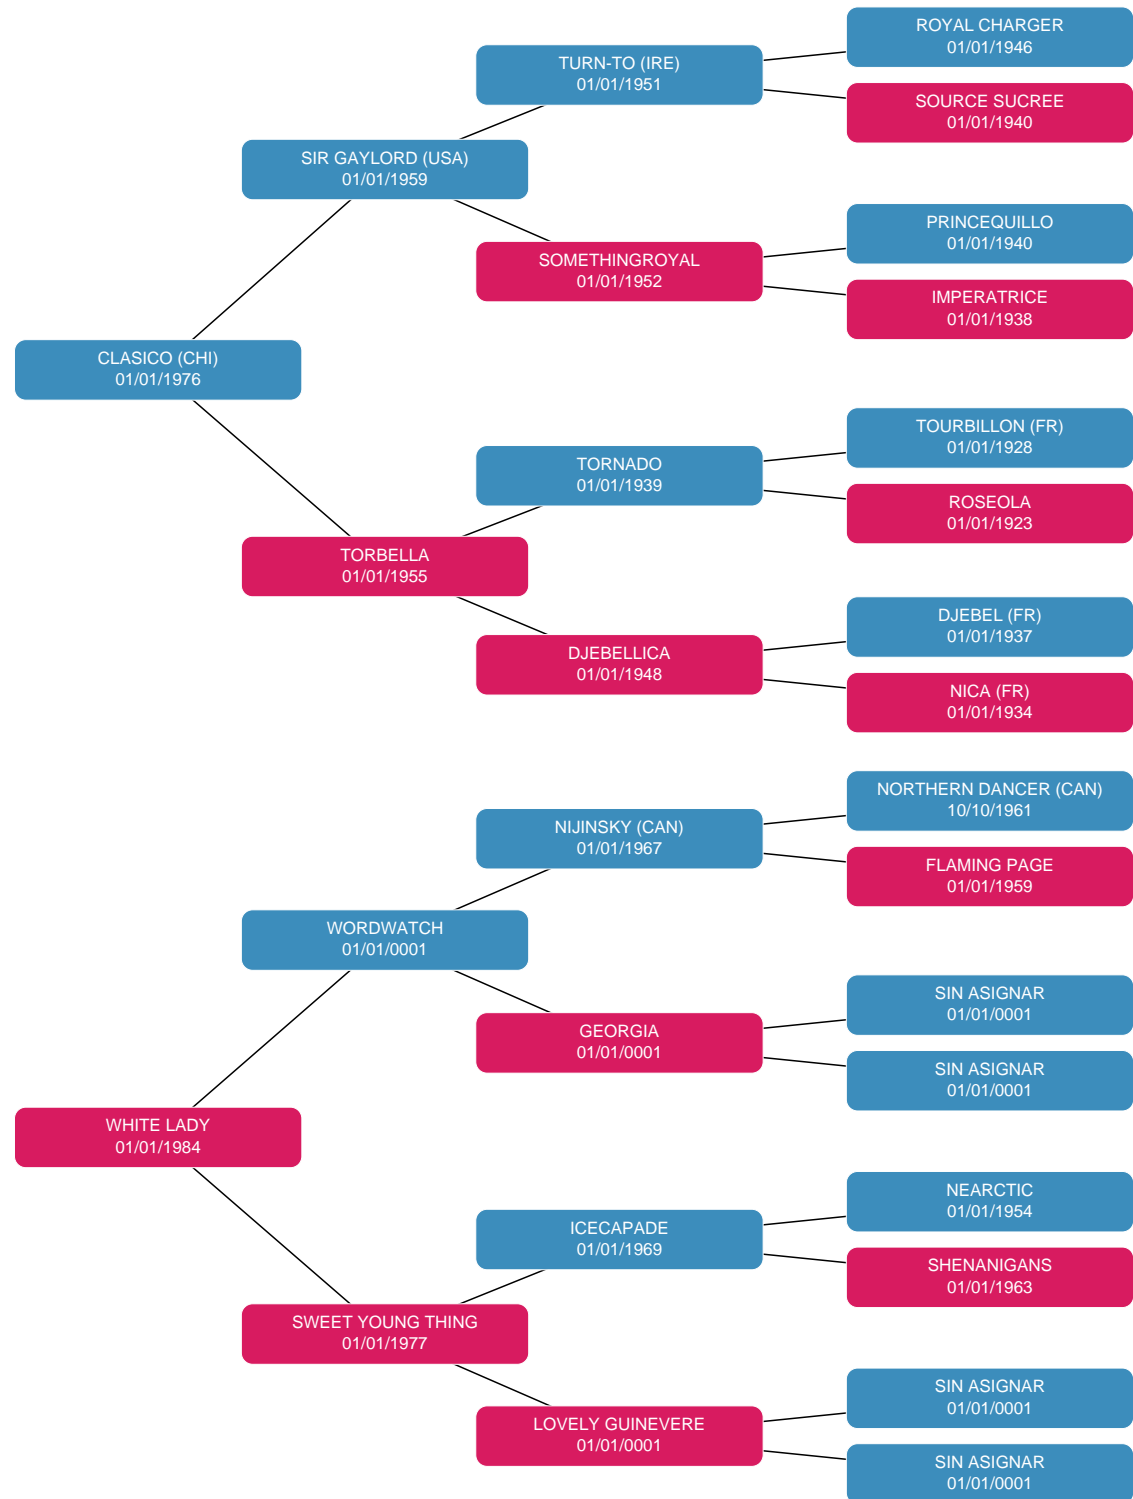 ROYAL CHARGER
01/01/1946
TURN-TO (IRE)
01/01/1951
SOURCE SUCREE
01/01/1940
SIR GAYLORD (USA)
01/01/1959
PRINCEQUILLO
01/01/1940
SOMETHINGROYAL
01/01/1952
IMPERATRICE
01/01/1938
CLASICO (CHI)
01/01/1976
TOURBILLON (FR)
01/01/1928
TORNADO
01/01/1939
ROSEOLA
01/01/1923
TORBELLA
01/01/1955
DJEBEL (FR)
01/01/1937
DJEBELLICA
01/01/1948
NICA (FR)
01/01/1934
NORTHERN DANCER (CAN)
10/10/1961
NIJINSKY (CAN)
01/01/1967
FLAMING PAGE
01/01/1959
WORDWATCH
01/01/0001
SIN ASIGNAR
01/01/0001
GEORGIA
01/01/0001
SIN ASIGNAR
01/01/0001
WHITE LADY
01/01/1984
NEARCTIC
01/01/1954
ICECAPADE
01/01/1969
SHENANIGANS
01/01/1963
SWEET YOUNG THING
01/01/1977
SIN ASIGNAR
01/01/0001
LOVELY GUINEVERE
01/01/0001
SIN ASIGNAR
01/01/0001